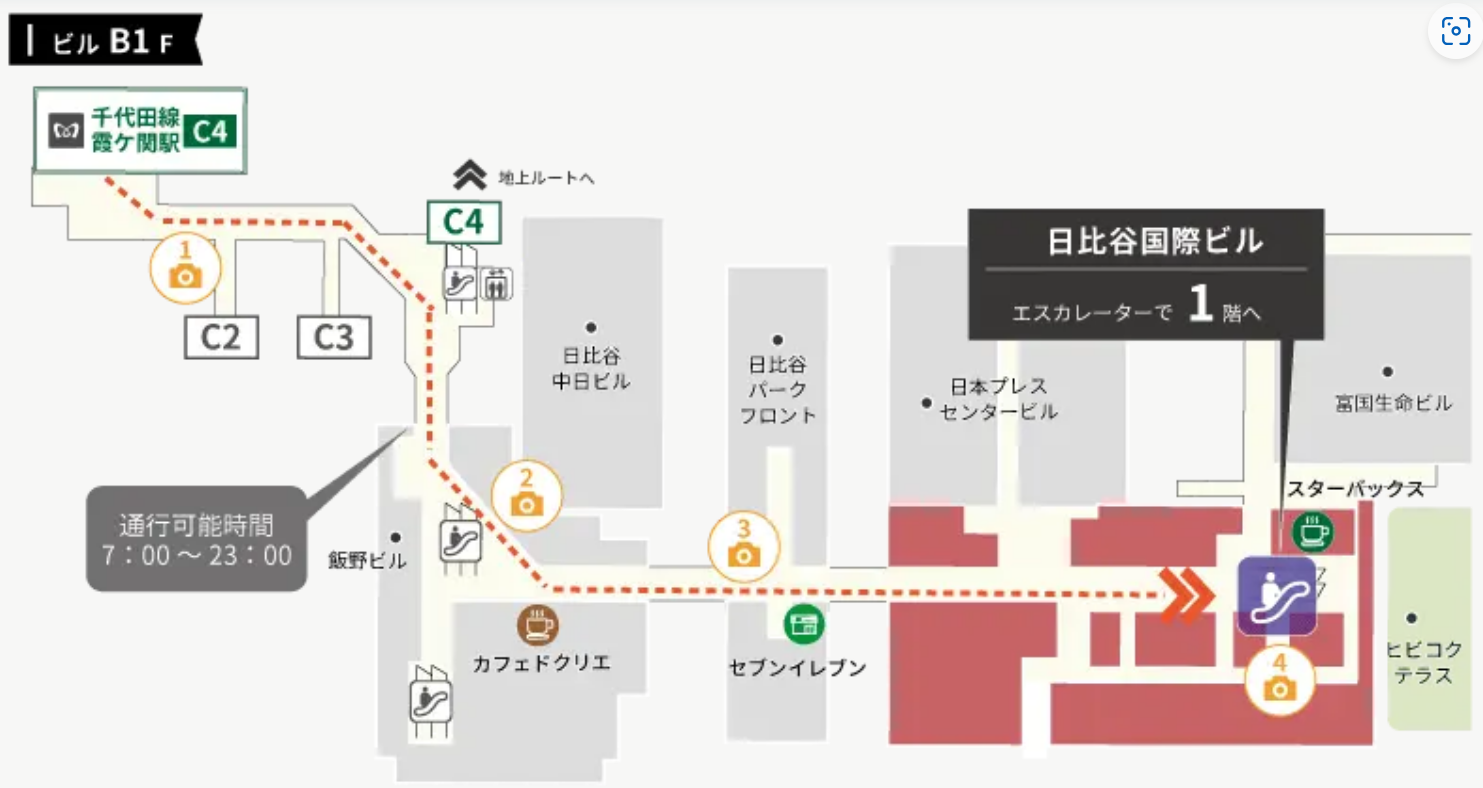 ビル B1 F
千代田線
霞ケ関駅
C4
地上ルートへ
C4
1
C2
C3
日比谷国際ビル
エスカレーターで 1 階へ
日比谷
中日ビル
日比谷
パーク
フロント
日本プレス
センタービル
富国生命ビル
スターバックス
通行可能時間
7：00 〜 23：00
飯野ビル
2
3
カフェドクリエ
セブンイレブン
4
ヒビコク
テラス